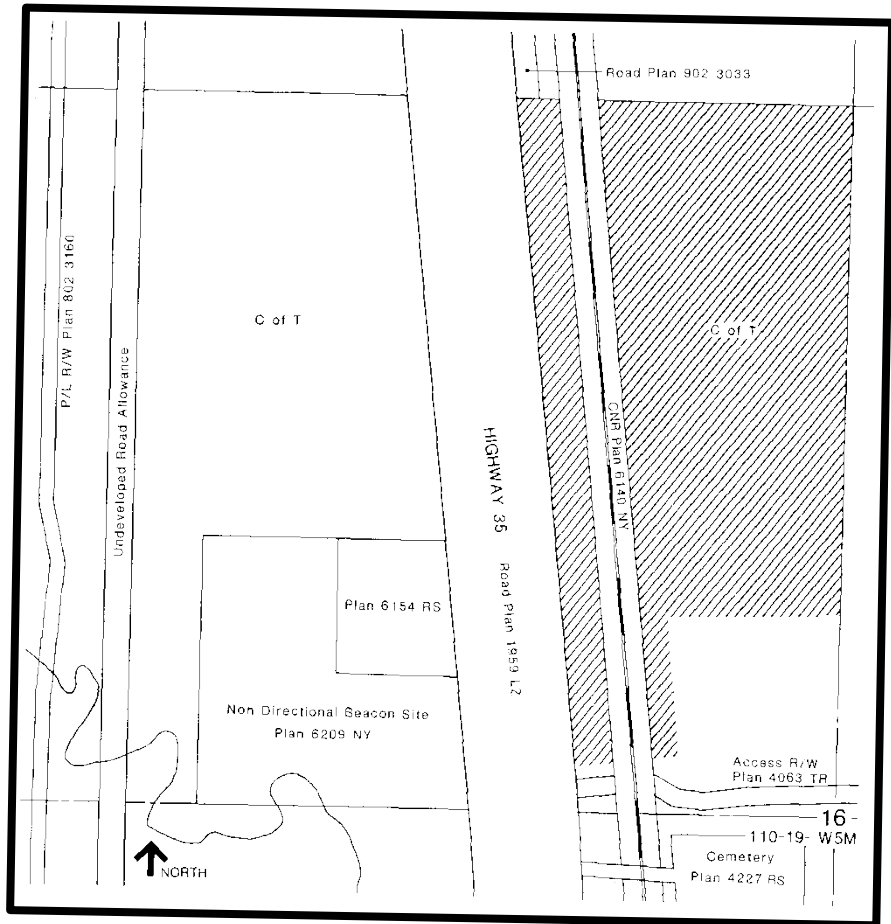 Road Plan 902 3033
P/L R/W Plan 802 3160
Undeveloped Road Allowance
C of T
C of T
CNR Plan 6140 NY
HIGHWAY 35 Road Plan 1959 LZ
Plan 6154 RS
Non Directional Beacon Site
Plan 6209 NY
Access R/W
Plan 4063 TR
16
110-19- W5M
Cemetery
Plan 4227 RS
NORTH